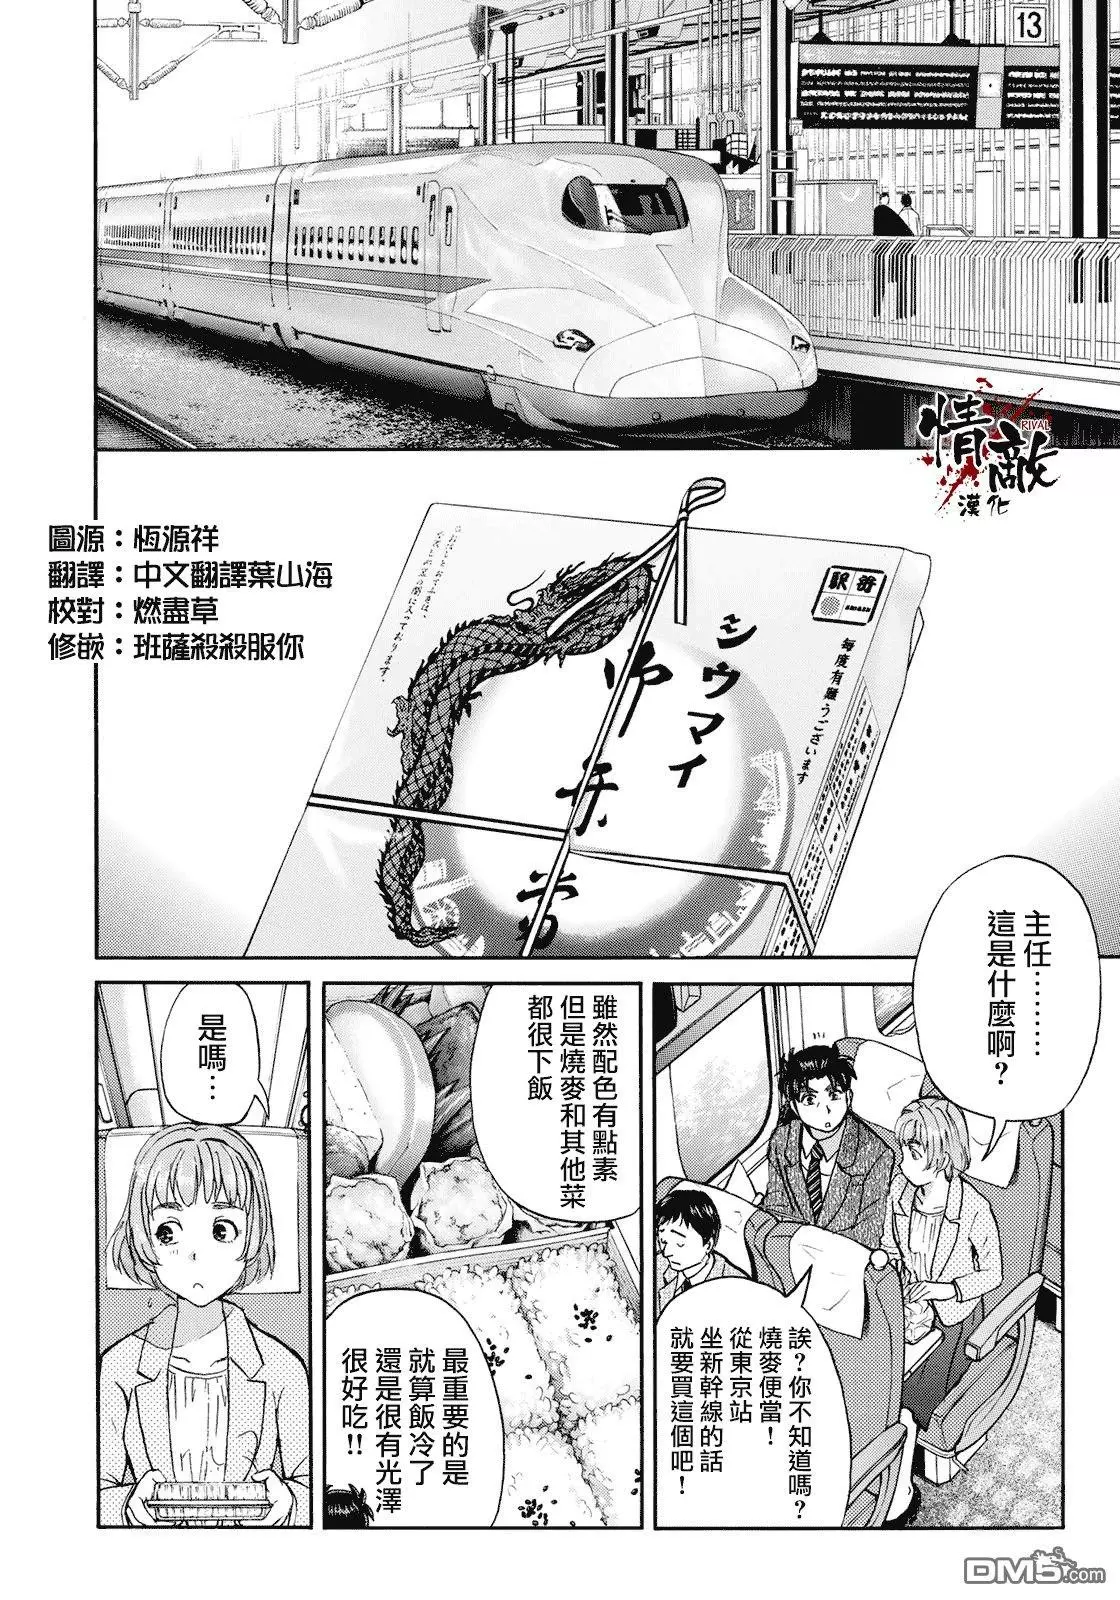 13
情敵
RIVAL
漢化
圖源：恆源祥
翻譯：中文翻譯葉山海
校對：燃盡草
修嵌：班薩殺殺服你
シウマイ
弁当
毎度有難うございます
主任………
這是什麼啊？
誒？你不知道嗎？
燒麥便當！
從東京站
坐新幹線的話
就要買這個吧！
雖然配色有點素
但是燒麥和其他菜
都很下飯
最重要的是
就算飯冷了
還是很有光澤
很好吃!!
是嗎…
DM5.com